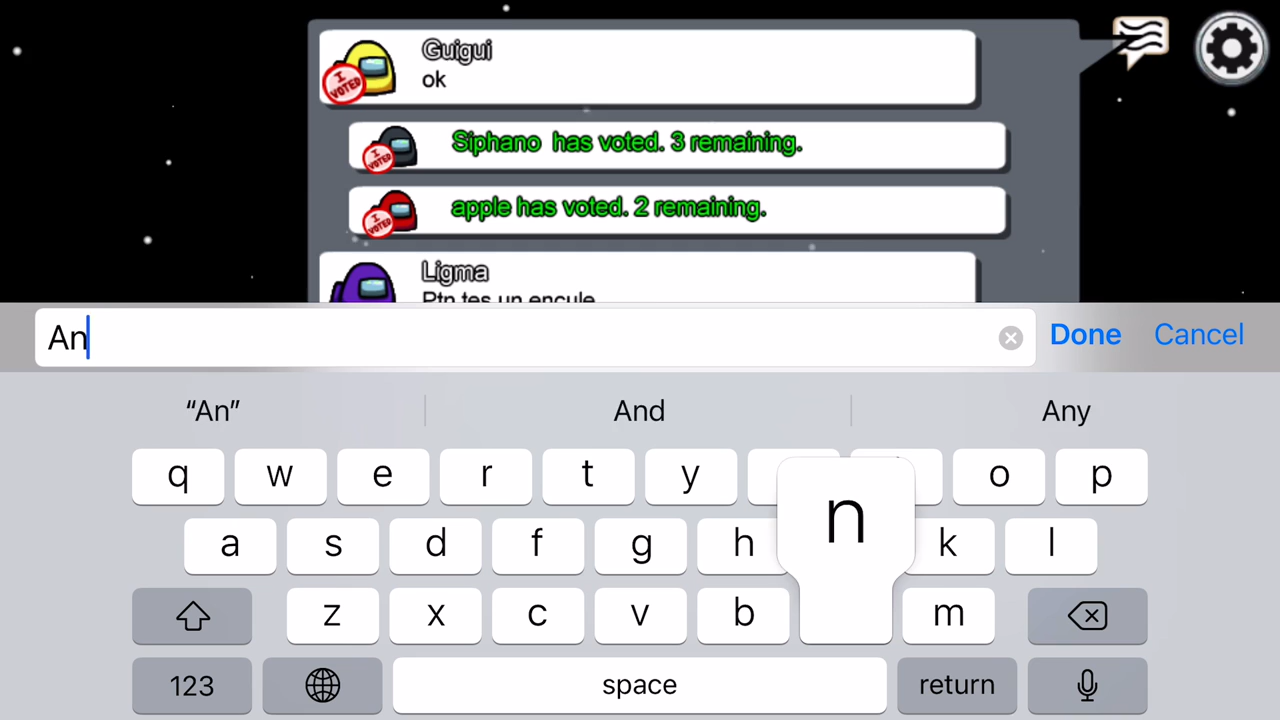 Guigui
ok
I VOTED
Siphano has voted. 3 remaining.
I VOTED
apple has voted. 2 remaining.
I VOTED
Ligma
Ptn tes un encule
An
Done
Cancel
“An”
And
Any
q w e r t y o p
a s d f g h n k l
z x c v b m
123
space
return